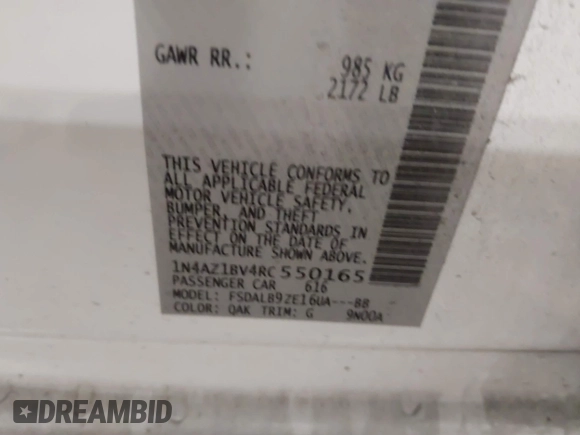 GAWR RR.: 985 KG
2172 LB
THIS VEHICLE CONFORMS TO
ALL APPLICABLE FEDERAL
MOTOR VEHICLE SAFETY,
BUMPER, AND THEFT
PREVENTION STANDARDS IN
EFFECT ON THE DATE OF
MANUFACTURE SHOWN ABOVE.
1N4AZ1BV4RC550165
PASSENGER CAR 616
MODEL: FSDALB9ZE16UA---BB
COLOR: QAK TRIM: G 9NOOA
DREAMBID